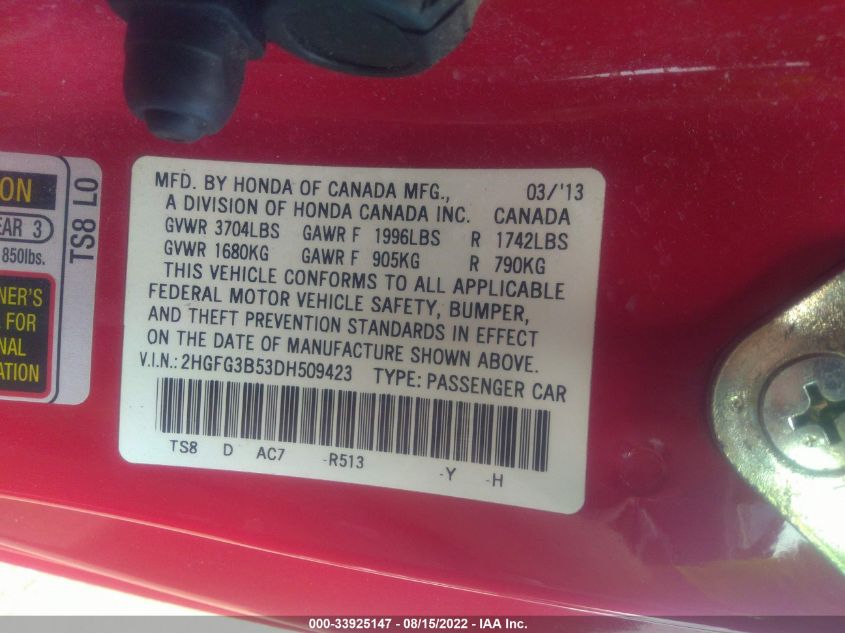 ON
EAR 3
850lbs.
NER'S
FOR
NAL
ATION
TS8 L0
MFD. BY HONDA OF CANADA MFG., 03/'13
A DIVISION OF HONDA CANADA INC. CANADA
GVWR 3704LBS GAWR F 1996LBS R 1742LBS
GVWR 1680KG GAWR F 905KG R 790KG
THIS VEHICLE CONFORMS TO ALL APPLICABLE
FEDERAL MOTOR VEHICLE SAFETY, BUMPER,
AND THEFT PREVENTION STANDARDS IN EFFECT
ON THE DATE OF MANUFACTURE SHOWN ABOVE.
V.I.N.: 2HGFG3B53DH509423 TYPE: PASSENGER CAR
TS8 D AC7 -R513 -Y -H
000-33925147 - 08/15/2022 - IAA Inc.